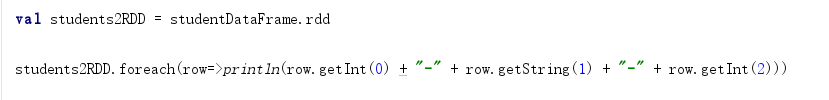 val students2RDD = studentDataFrame.rdd
students2RDD.foreach(row=>println(row.getInt(0) + "-" + row.getString(1) + "-" + row.getInt(2)))